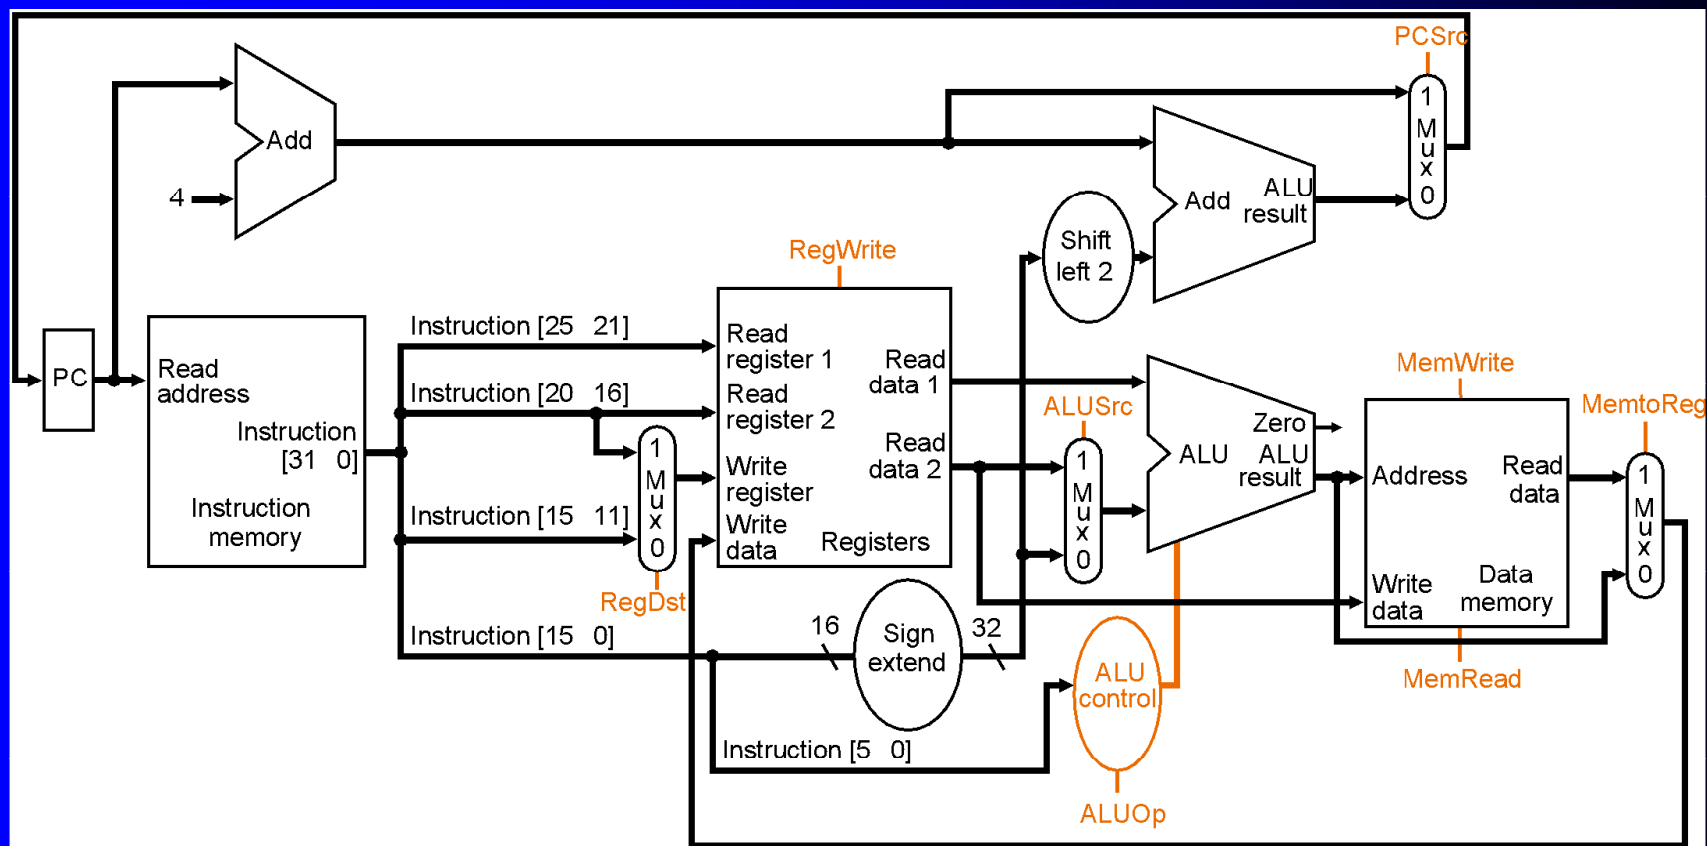 PCSrc
1
M
u
x
0
Add
4
Add
ALU
result
Shift
left 2
RegWrite
PC
Read
address
Instruction
[31 0]
Instruction
memory
Instruction [25 21]
Instruction [20 16]
Instruction [15 11]
Instruction [15 0]
Instruction [5 0]
1
M
u
x
0
RegDst
Read
register 1
Read
register 2
Write
register
Write
data
Read
data 1
Read
data 2
Registers
16
Sign
extend
32
ALUSrc
1
M
u
x
0
Zero
ALU
ALU
result
ALU
control
ALUOp
MemWrite
Address
Read
data
Write
data
Data
memory
MemRead
MemtoReg
1
M
u
x
0